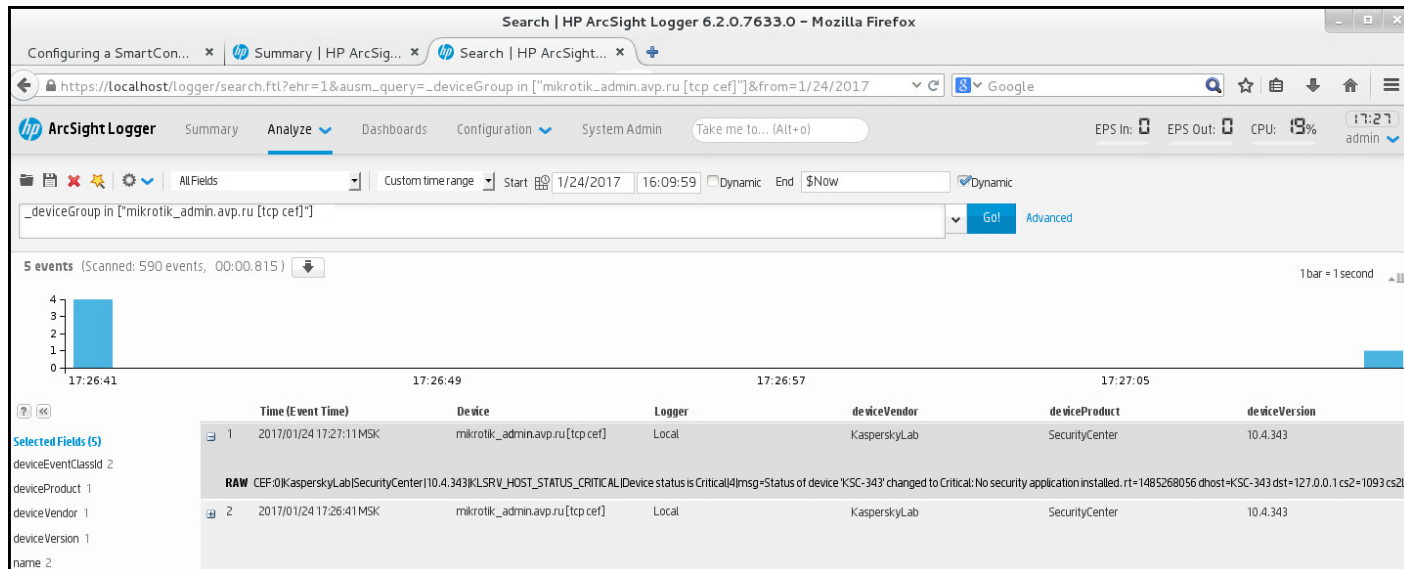 Search | HP ArcSight Logger 6.2.0.7633.0 – Mozilla Firefox
Configuring a SmartCon... × hp Summary | HP ArcSig... × hp Search | HP ArcSight... ×
https://localhost/logger/search.ftl?ehr=1&ausm_query=_deviceGroup in ["mikrotik_admin.avp.ru [tcp cef]"]&from=1/24/2017 8 Google
hp ArcSight Logger Summary Analyze Dashboards Configuration System Admin Take me to... (Alt+o) EPS In: 0 EPS Out: 0 CPU: 19% 17:27
admin
All Fields Custom time range Start 1/24/2017 16:09:59 Dynamic End $Now Dynamic
_deviceGroup in ["mikrotik_admin.avp.ru [tcp cef]"]
Go! Advanced
5 events (Scanned: 590 events, 00:00.815 )
1 bar = 1 second
4
3
2
1
0
17:26:41 17:26:49 17:26:57 17:27:05
? «
Time (Event Time) Device Logger deviceVendor deviceProduct deviceVersion
Selected Fields (5)
1 2017/01/24 17:27:11 MSK mikrotik_admin.avp.ru [tcp cef] Local KasperskyLab SecurityCenter 10.4.343
deviceEventClassId 2
deviceProduct 1
RAW CEF:0|KasperskyLab|SecurityCenter|10.4.343|KLSRV_HOST_STATUS_CRITICAL|Device status is Critical|4|msg=Status of device 'KSC-343' changed to Critical: No security application installed. rt=1485268056 dhost=KSC-343 dst=127.0.0.1 cs2=1093 cs2L
deviceVendor 1
2 2017/01/24 17:26:41 MSK mikrotik_admin.avp.ru [tcp cef] Local KasperskyLab SecurityCenter 10.4.343
deviceVersion 1
name 2